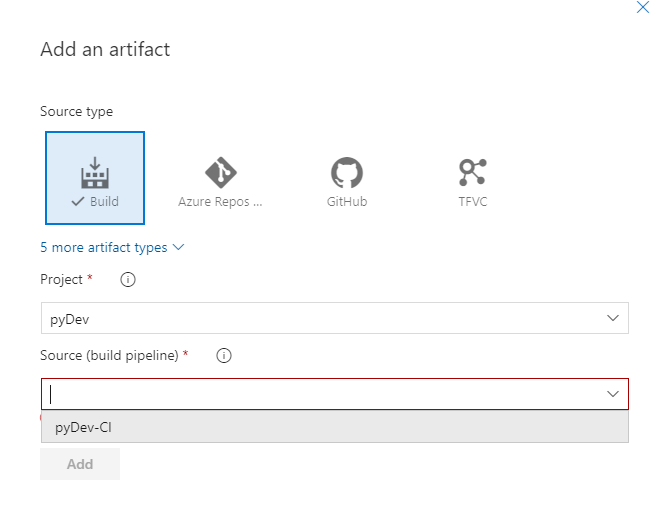 Add an artifact
Source type
Build
Azure Repos ...
GitHub
TFVC
5 more artifact types
Project *
pyDev
Source (build pipeline) *
pyDev-CI
Add